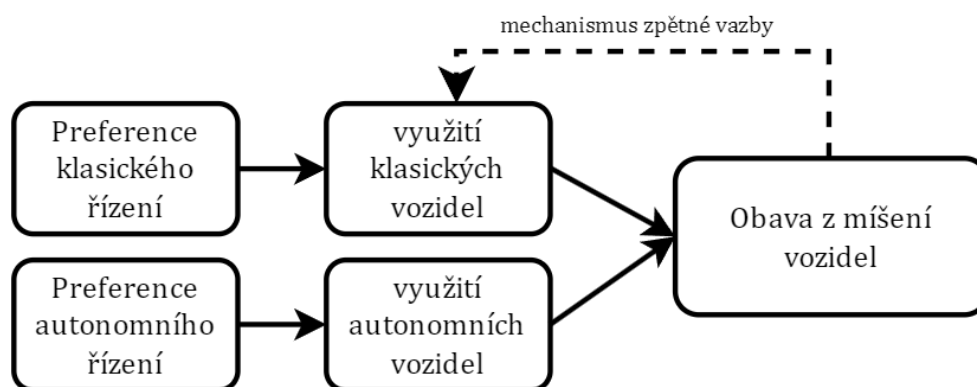 mechanismus zpětné vazby
Preference
klasického
řízení
využití
klasických
vozidel
Obava z míšení
vozidel
Preference
autonomního
řízení
využití
autonomních
vozidel